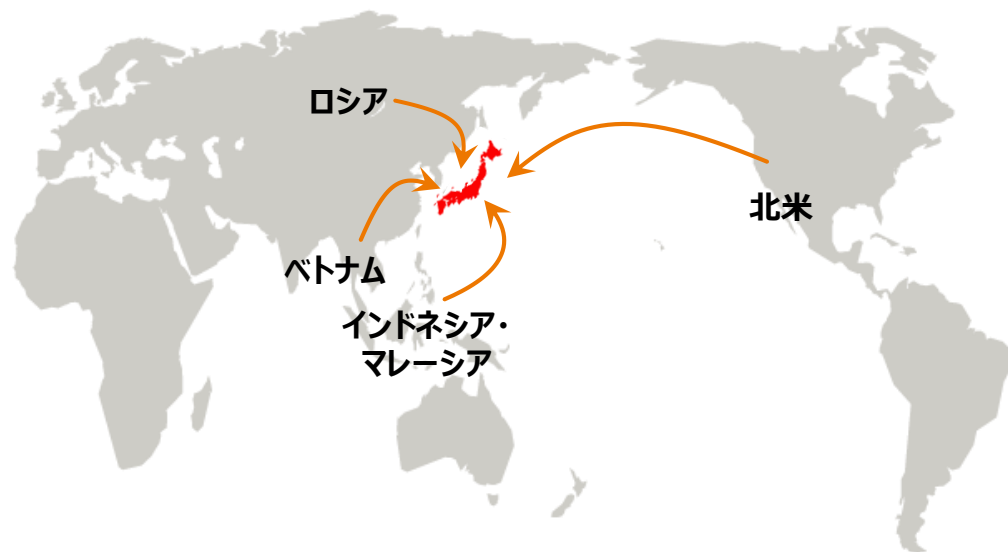 ロシア
北米
ベトナム
インドネシア・
マレーシア